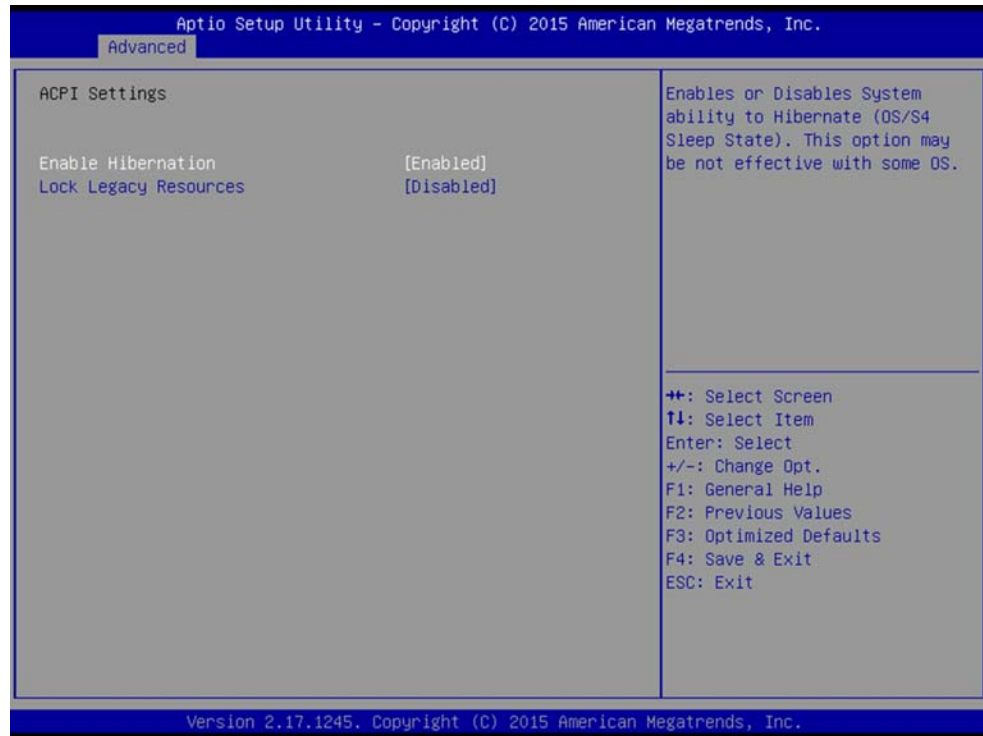 Aptio Setup Utility – Copyright (C) 2015 American Megatrends, Inc.
Advanced
ACPI Settings
Enable Hibernation [Enabled]
Lock Legacy Resources [Disabled]
Enables or Disables System
ability to Hibernate (OS/S4
Sleep State). This option may
be not effective with some OS.
→←: Select Screen
↑↓: Select Item
Enter: Select
+/-: Change Opt.
F1: General Help
F2: Previous Values
F3: Optimized Defaults
F4: Save & Exit
ESC: Exit
Version 2.17.1245. Copyright (C) 2015 American Megatrends, Inc.